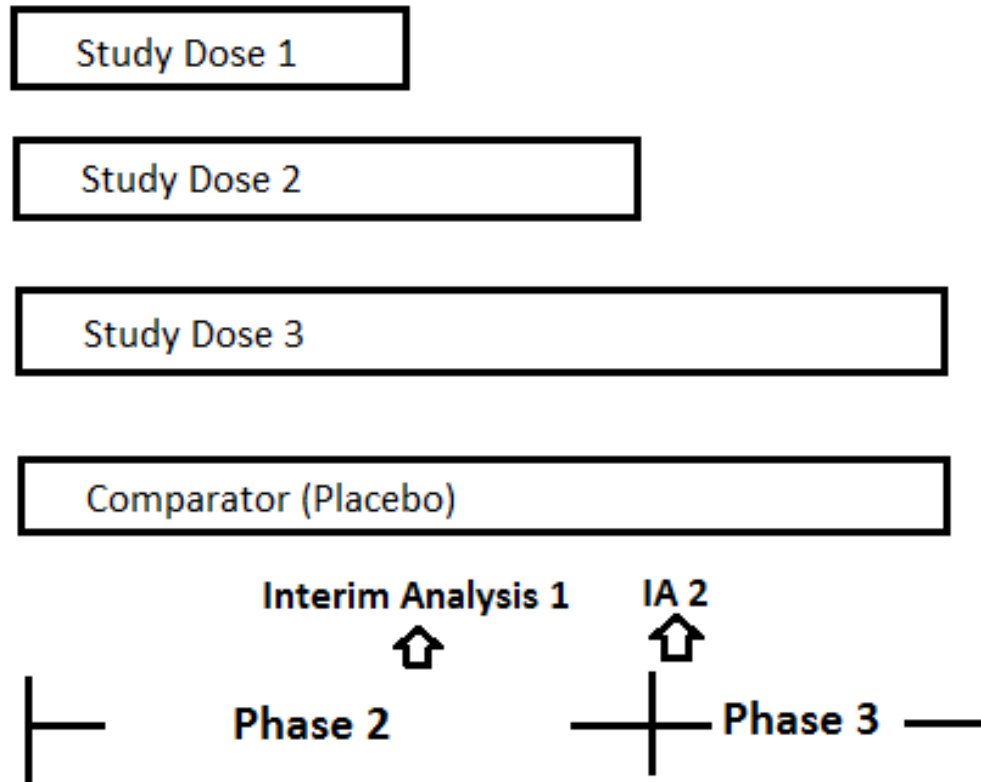 Study Dose 1
Study Dose 2
Study Dose 3
Comparator (Placebo)
Interim Analysis 1 IA 2
Phase 2 Phase 3